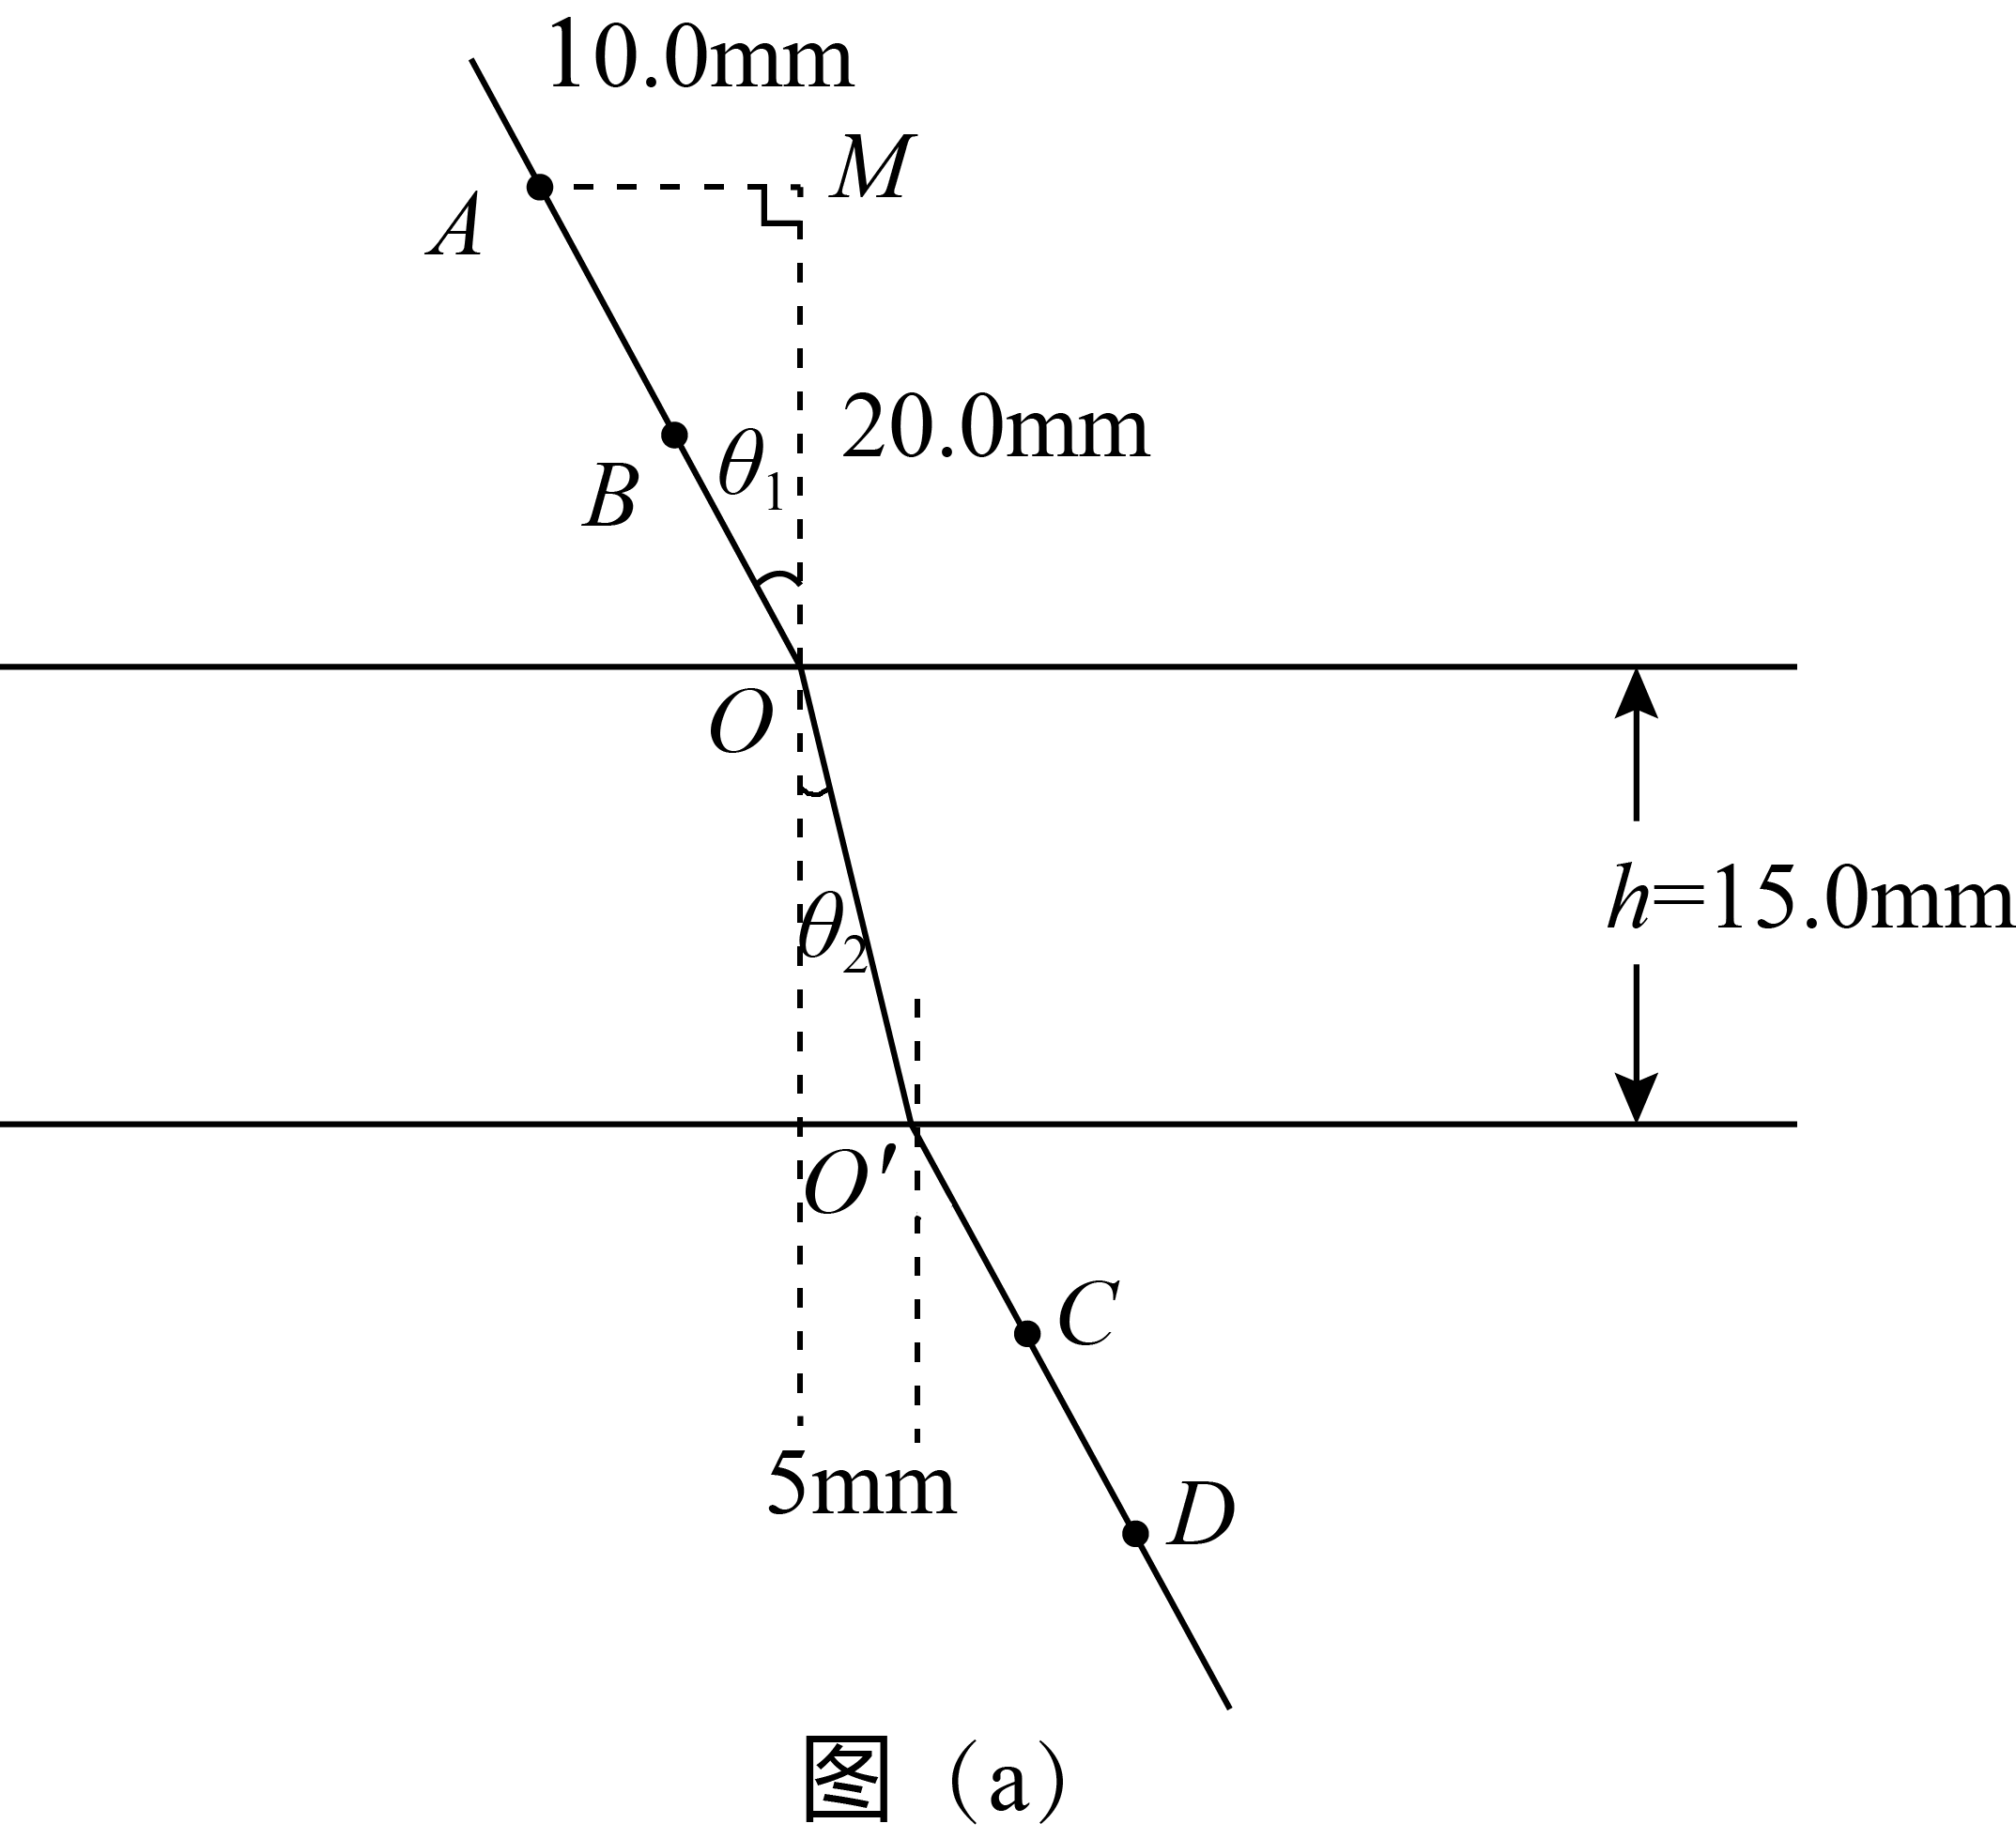 10.0mm
M
A
20.0mm
θ₁
B
O
h=15.0mm
θ₂
O′
C
5mm
D
图 (a)